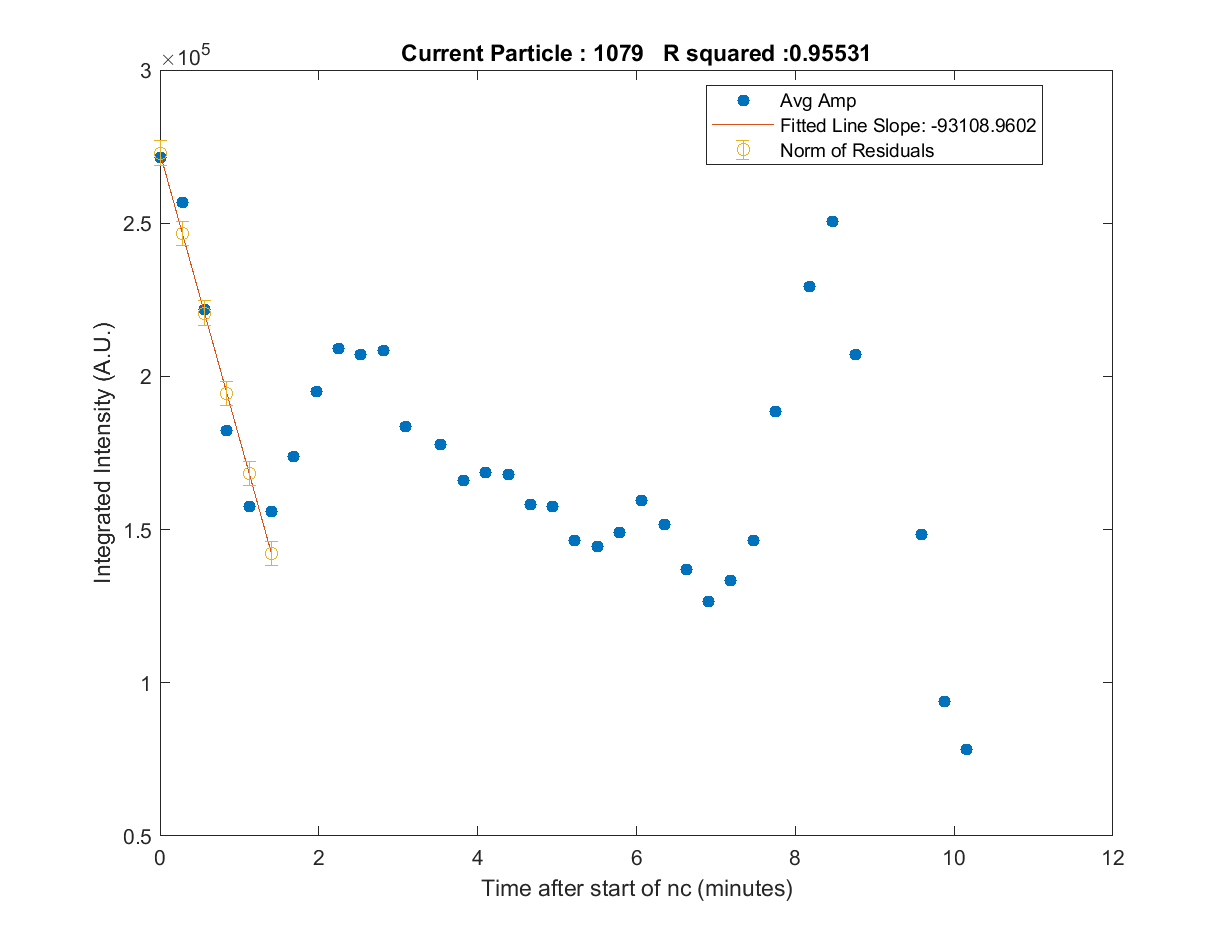 Current Particle : 1079   R squared :0.95531
×10^5
3
2.5
2
1.5
1
0.5
0
2
4
6
8
10
12
Integrated Intensity (A.U.)
Time after start of nc (minutes)
Avg Amp
Fitted Line Slope: -93108.9602
Norm of Residuals